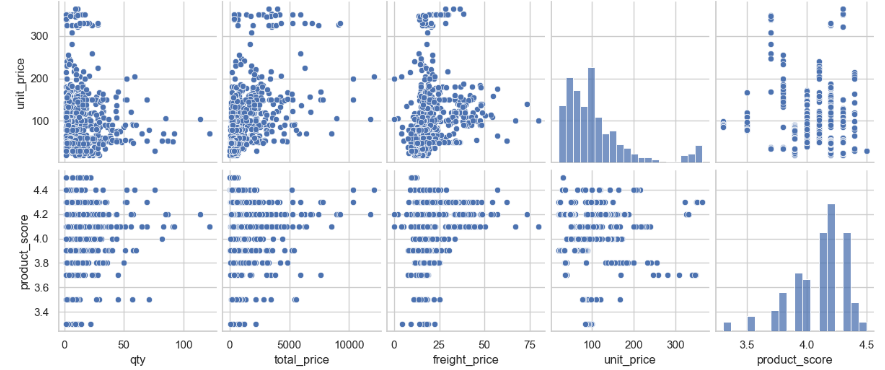 300
200
100
unit_price
4.4
4.2
4.0
3.8
3.6
3.4
product_score
0 50 100
0 5000 10000
0 25 50 75
100 200 300
3.5 4.0 4.5
qty total_price freight_price unit_price product_score